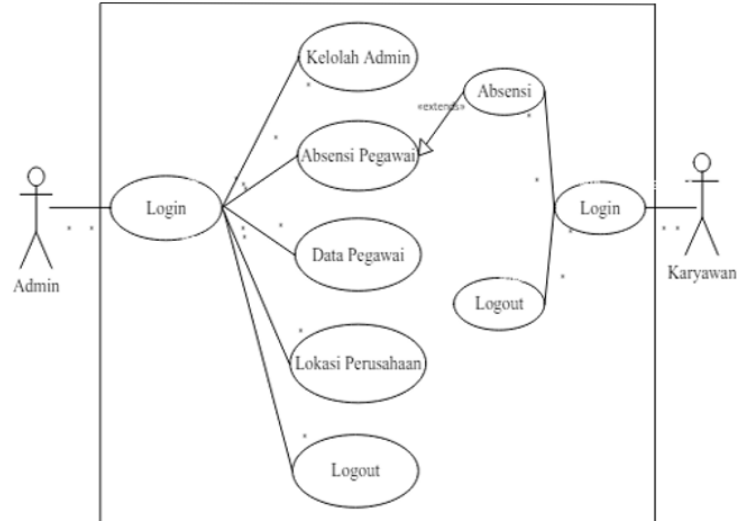 Kelolah Admin
Absensi
«extends»
Absensi Pegawai
Login
Login
Admin
Karyawan
Data Pegawai
Logout
Lokasi Perusahaan
Logout